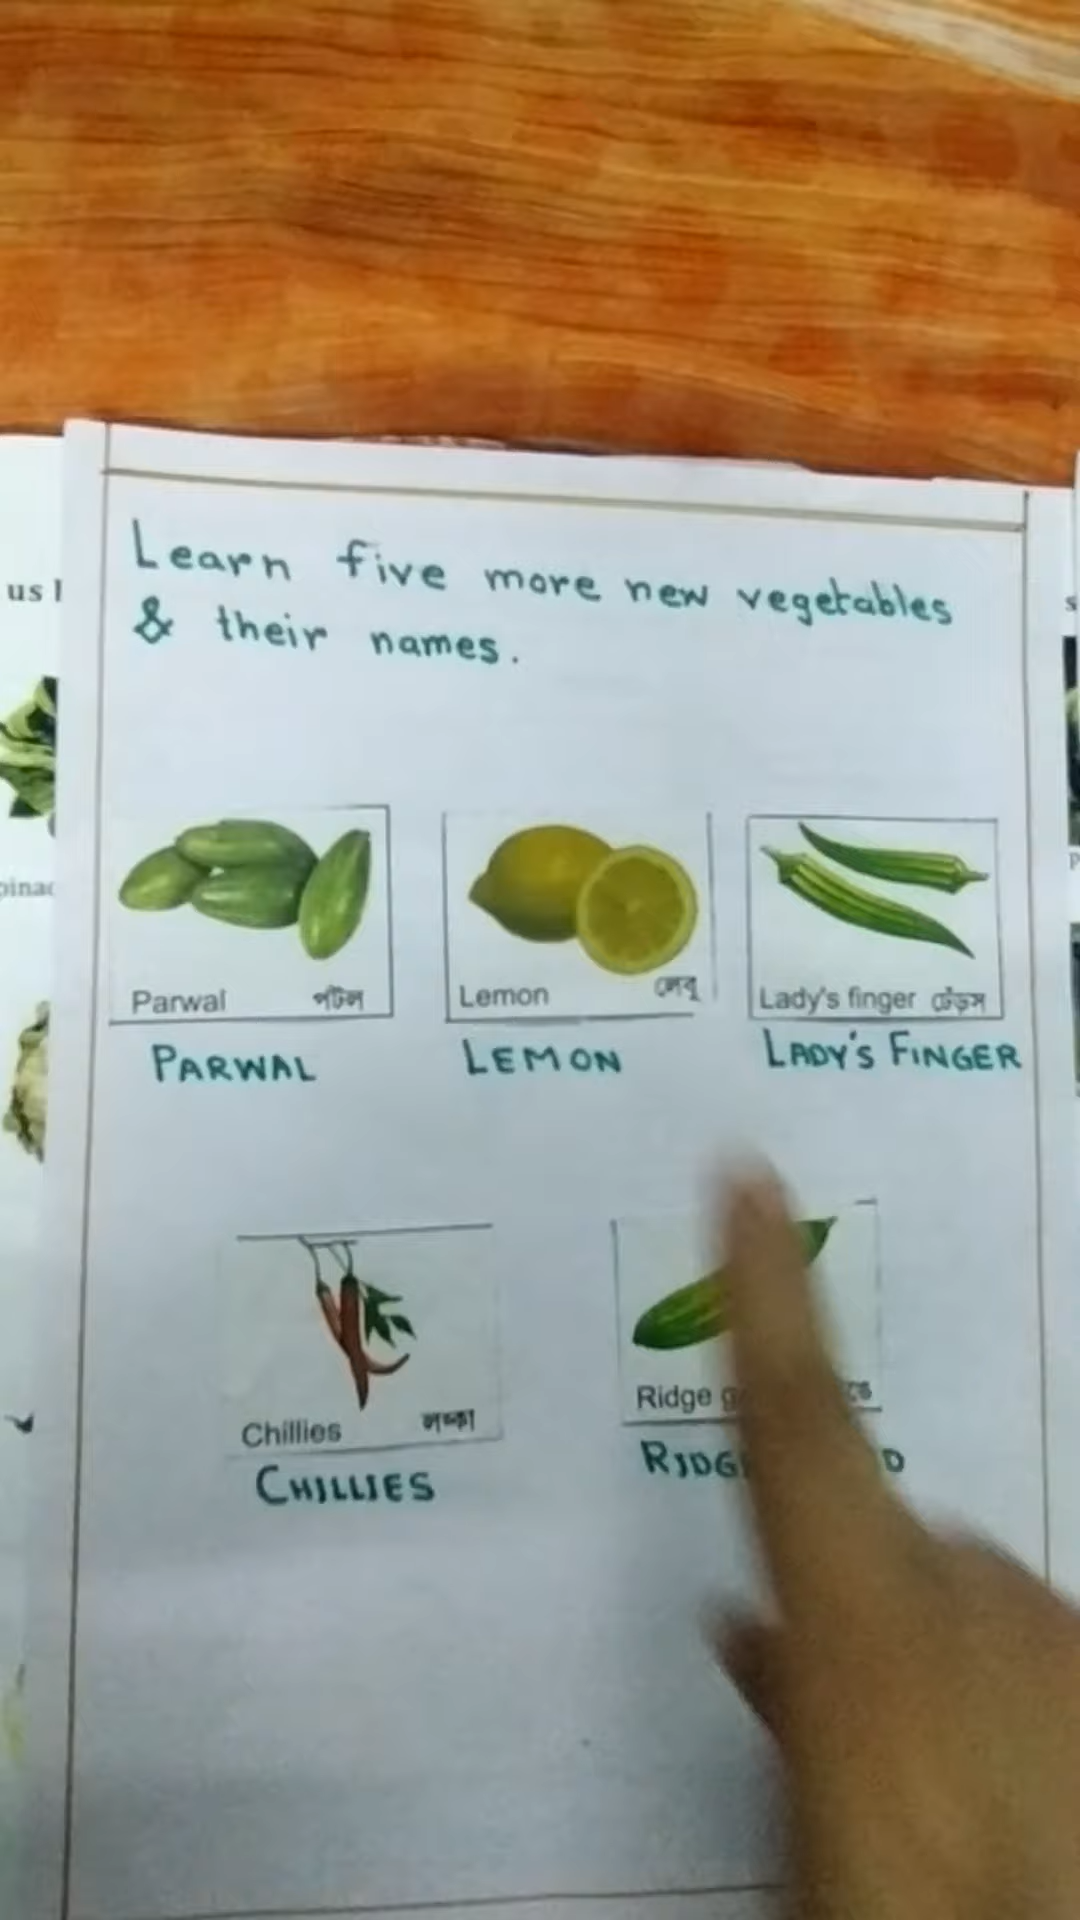 Learn five more new vegetables
& their names.
us
Parwal পটল
Lemon লেবু
Lady's finger ঢেঁড়স
PARWAL
LEMON
LADY'S FINGER
Chillies লঙ্কা
Ridge
CHILLIES